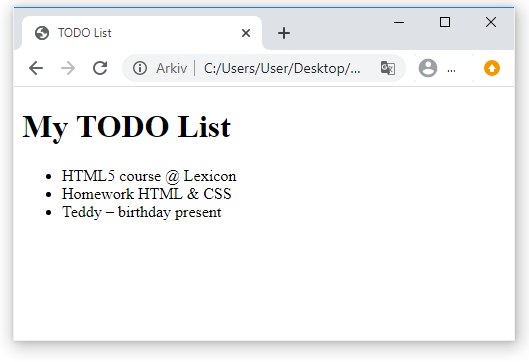 TODO List
Arkiv | C:/Users/User/Desktop/... ...
My TODO List
• HTML5 course @ Lexicon
• Homework HTML & CSS
• Teddy – birthday present